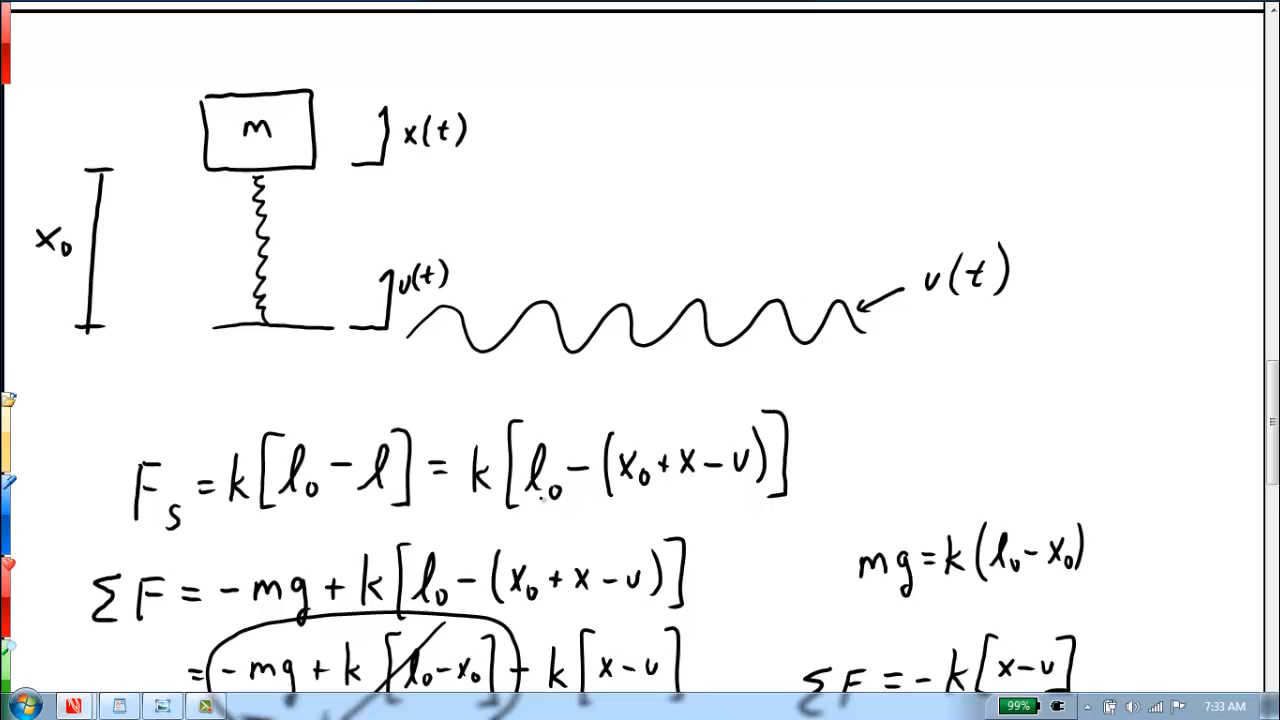 m
x(t)
x₀
υ(t)
υ(t)
F_s = k[l₀ - l] = k[l₀ - (x₀ + x - υ)]
mg = k(l₀ - x₀)
ΣF = -mg + k[l₀ - (x₀ + x - υ)]
= -mg + k[l₀ - x₀] - k[x - υ]
ΣF = -k[x - υ]
99%
7:33 AM